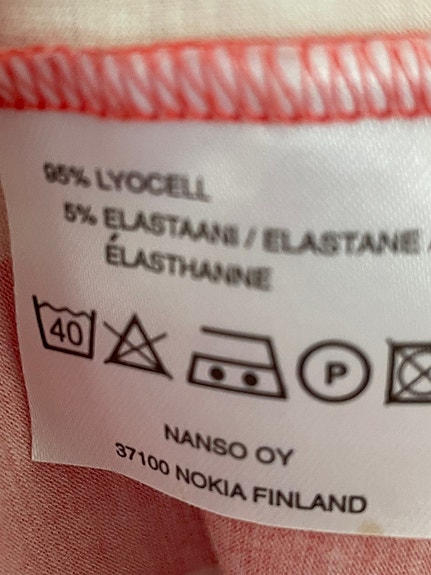 95% LYOCELL
5% ELASTAANI / ELASTANE /
ÉLASTHANNE
40
P
NANSO OY
37100 NOKIA FINLAND